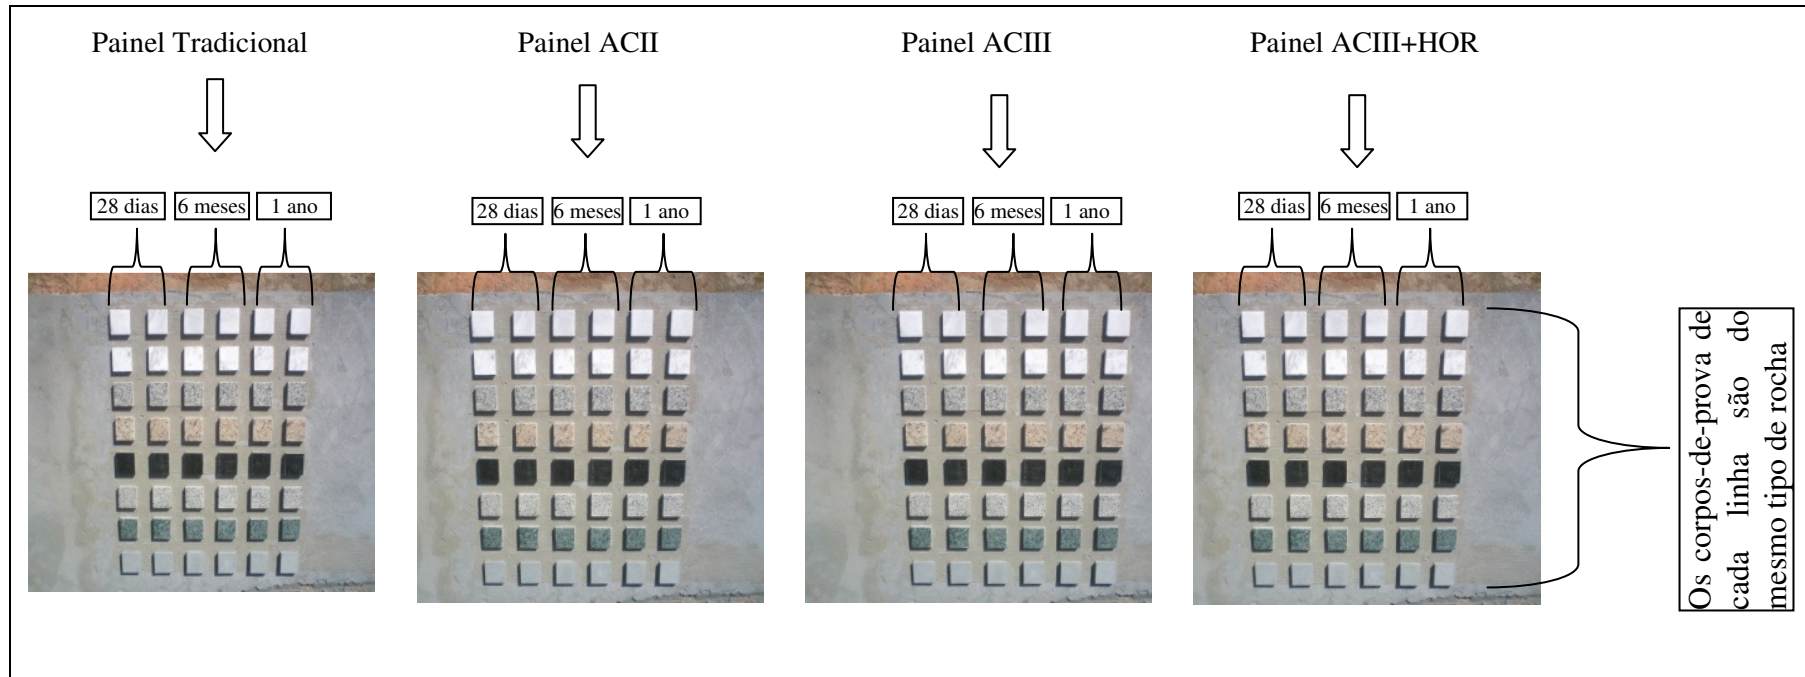 Painel Tradicional
Painel ACII
Painel ACIII
Painel ACIII+HOR
28 dias
6 meses
1 ano
28 dias
6 meses
1 ano
28 dias
6 meses
1 ano
28 dias
6 meses
1 ano
Os corpos-de-prova de
cada linha são do
mesmo tipo de rocha